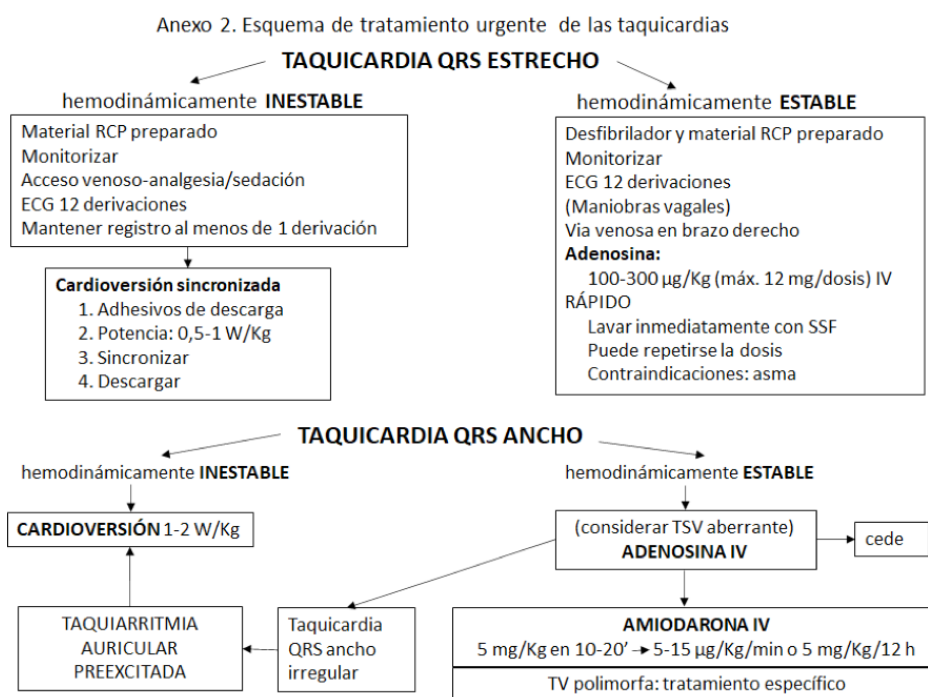 Anexo 2. Esquema de tratamiento urgente de las taquicardias
TAQUICARDIA QRS ESTRECHO
hemodinámicamente INESTABLE
Material RCP preparado
Monitorizar
Acceso venoso-analgesia/sedación
ECG 12 derivaciones
Mantener registro al menos de 1 derivación
Cardioversión sincronizada
1. Adhesivos de descarga
2. Potencia: 0,5-1 W/Kg
3. Sincronizar
4. Descargar
hemodinámicamente ESTABLE
Desfibrilador y material RCP preparado
Monitorizar
ECG 12 derivaciones
(Maniobras vagales)
Via venosa en brazo derecho
Adenosina:
100-300 µg/Kg (máx. 12 mg/dosis) IV
RÁPIDO
Lavar inmediatamente con SSF
Puede repetirse la dosis
Contraindicaciones: asma
TAQUICARDIA QRS ANCHO
hemodinámicamente INESTABLE
CARDIOVERSIÓN 1-2 W/Kg
TAQUIARRITMIA
AURICULAR
PREEXCITADA
hemodinámicamente ESTABLE
(considerar TSV aberrante)
ADENOSINA IV
cede
Taquicardia
QRS ancho
irregular
AMIODARONA IV
5 mg/Kg en 10-20’ → 5-15 µg/Kg/min o 5 mg/Kg/12 h
TV polimorfa: tratamiento específico